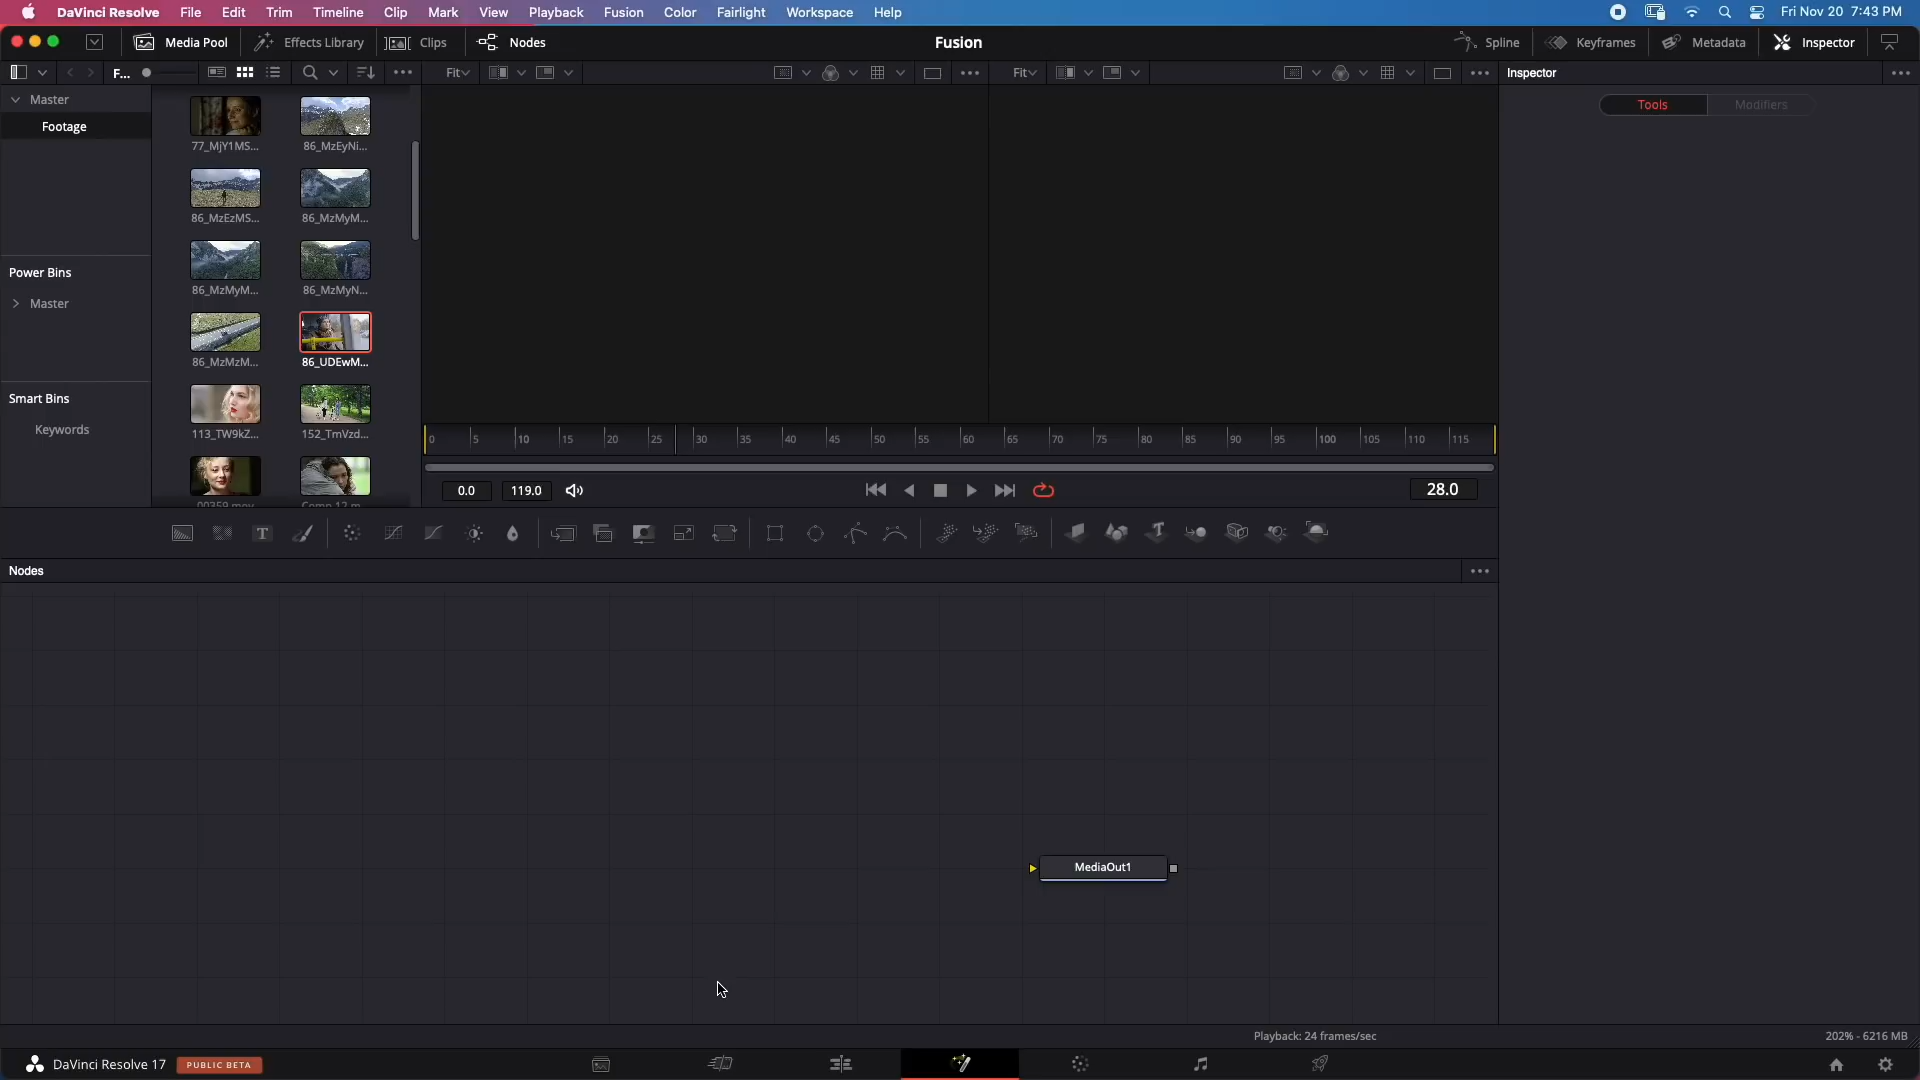 DaVinci Resolve File Edit Trim Timeline Clip Mark View Playback Fusion Color Fairlight Workspace Help Fri Nov 20 7:43 PM
Media Pool Effects Library Clips Nodes Fusion Spline Keyframes Metadata Inspector
F... Fit Fit Inspector
Master
Footage
Tools Modifiers
77_MjY1MS... 86_MzEyNi...
86_MzEzMS... 86_MzMyM...
Power Bins
Master
86_MzMyM... 86_MzMyN...
86_MzMzM... 86_UDEwM...
Smart Bins
Keywords
113_TW9kZ... 152_TmVzd...
00359.mov Comp 12.m...
0 5 10 15 20 25 30 35 40 45 50 55 60 65 70 75 80 85 90 95 100 105 110 115
0.0 119.0 28.0
T T
Nodes
MediaOut1
Playback: 24 frames/sec 202% - 6216 MB
DaVinci Resolve 17 PUBLIC BETA